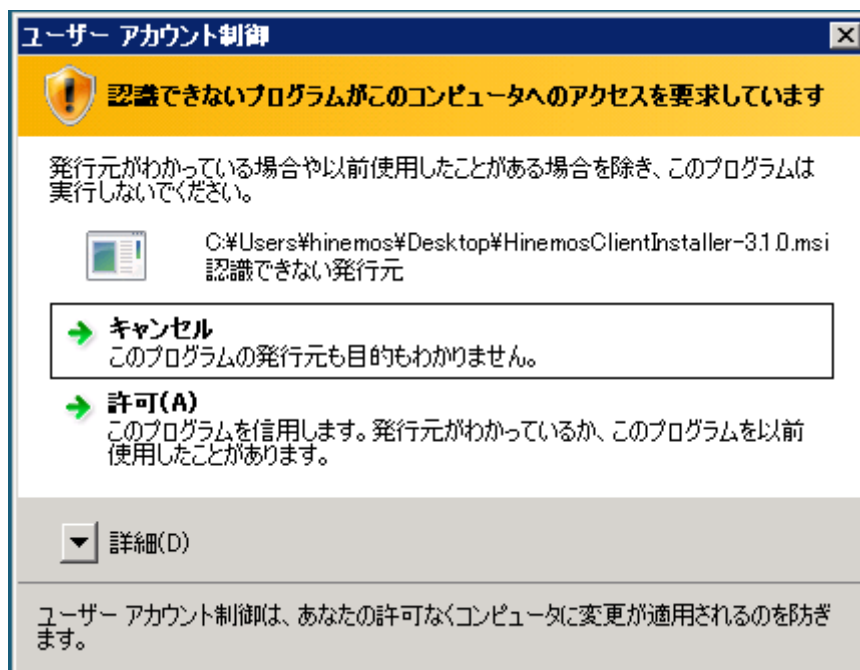 ユーザー アカウント制御
認識できないプログラムがこのコンピュータへのアクセスを要求しています
発行元がわかっている場合や以前使用したことがある場合を除き、このプログラムは
実行しないでください。
C:¥Users¥hinemos¥Desktop¥HinemosClientInstaller-3.1.0.msi
認識できない発行元
キャンセル
このプログラムの発行元も目的もわかりません。
許可(A)
このプログラムを信用します。発行元がわかっているか、このプログラムを以前
使用したことがあります。
詳細(D)
ユーザー アカウント制御は、あなたの許可なくコンピュータに変更が適用されるのを防ぎ
ます。